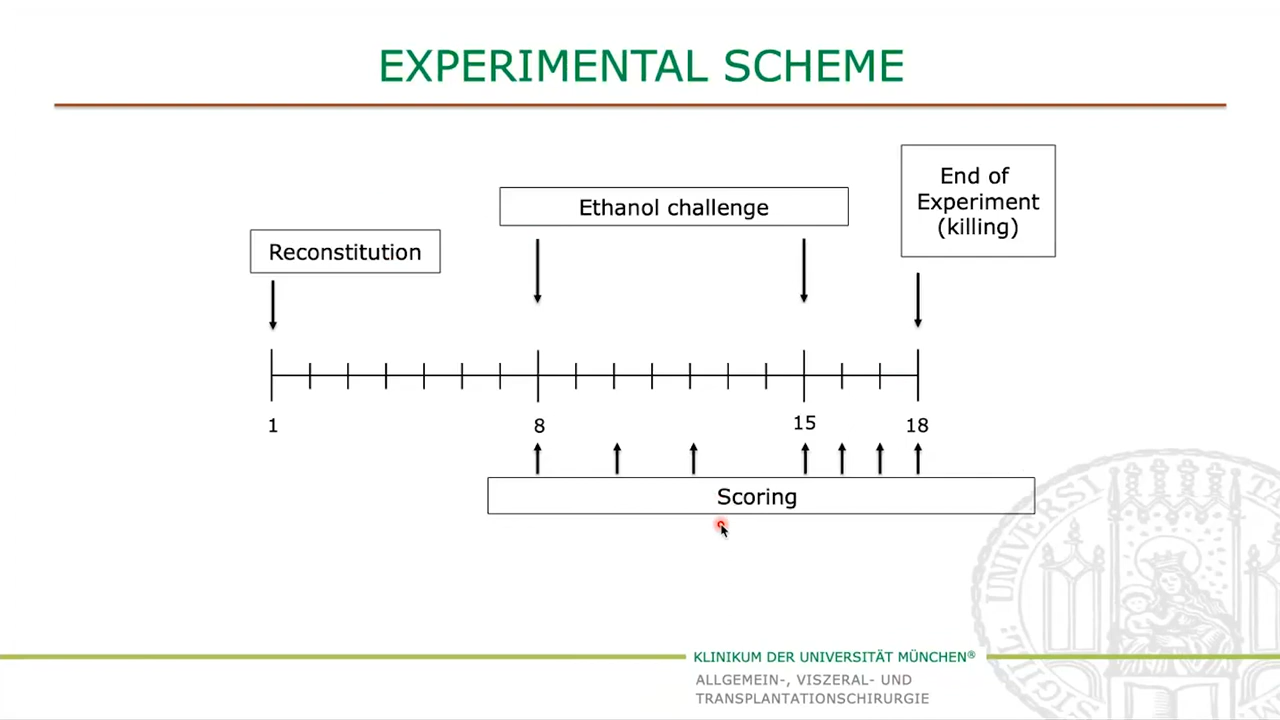 EXPERIMENTAL SCHEME
Reconstitution
Ethanol challenge
End of
Experiment
(killing)
1
8
15
18
Scoring
KLINIKUM DER UNIVERSITÄT MÜNCHEN®
ALLGEMEIN-, VISZERAL- UND
TRANSPLANTATIONSCHIRURGIE